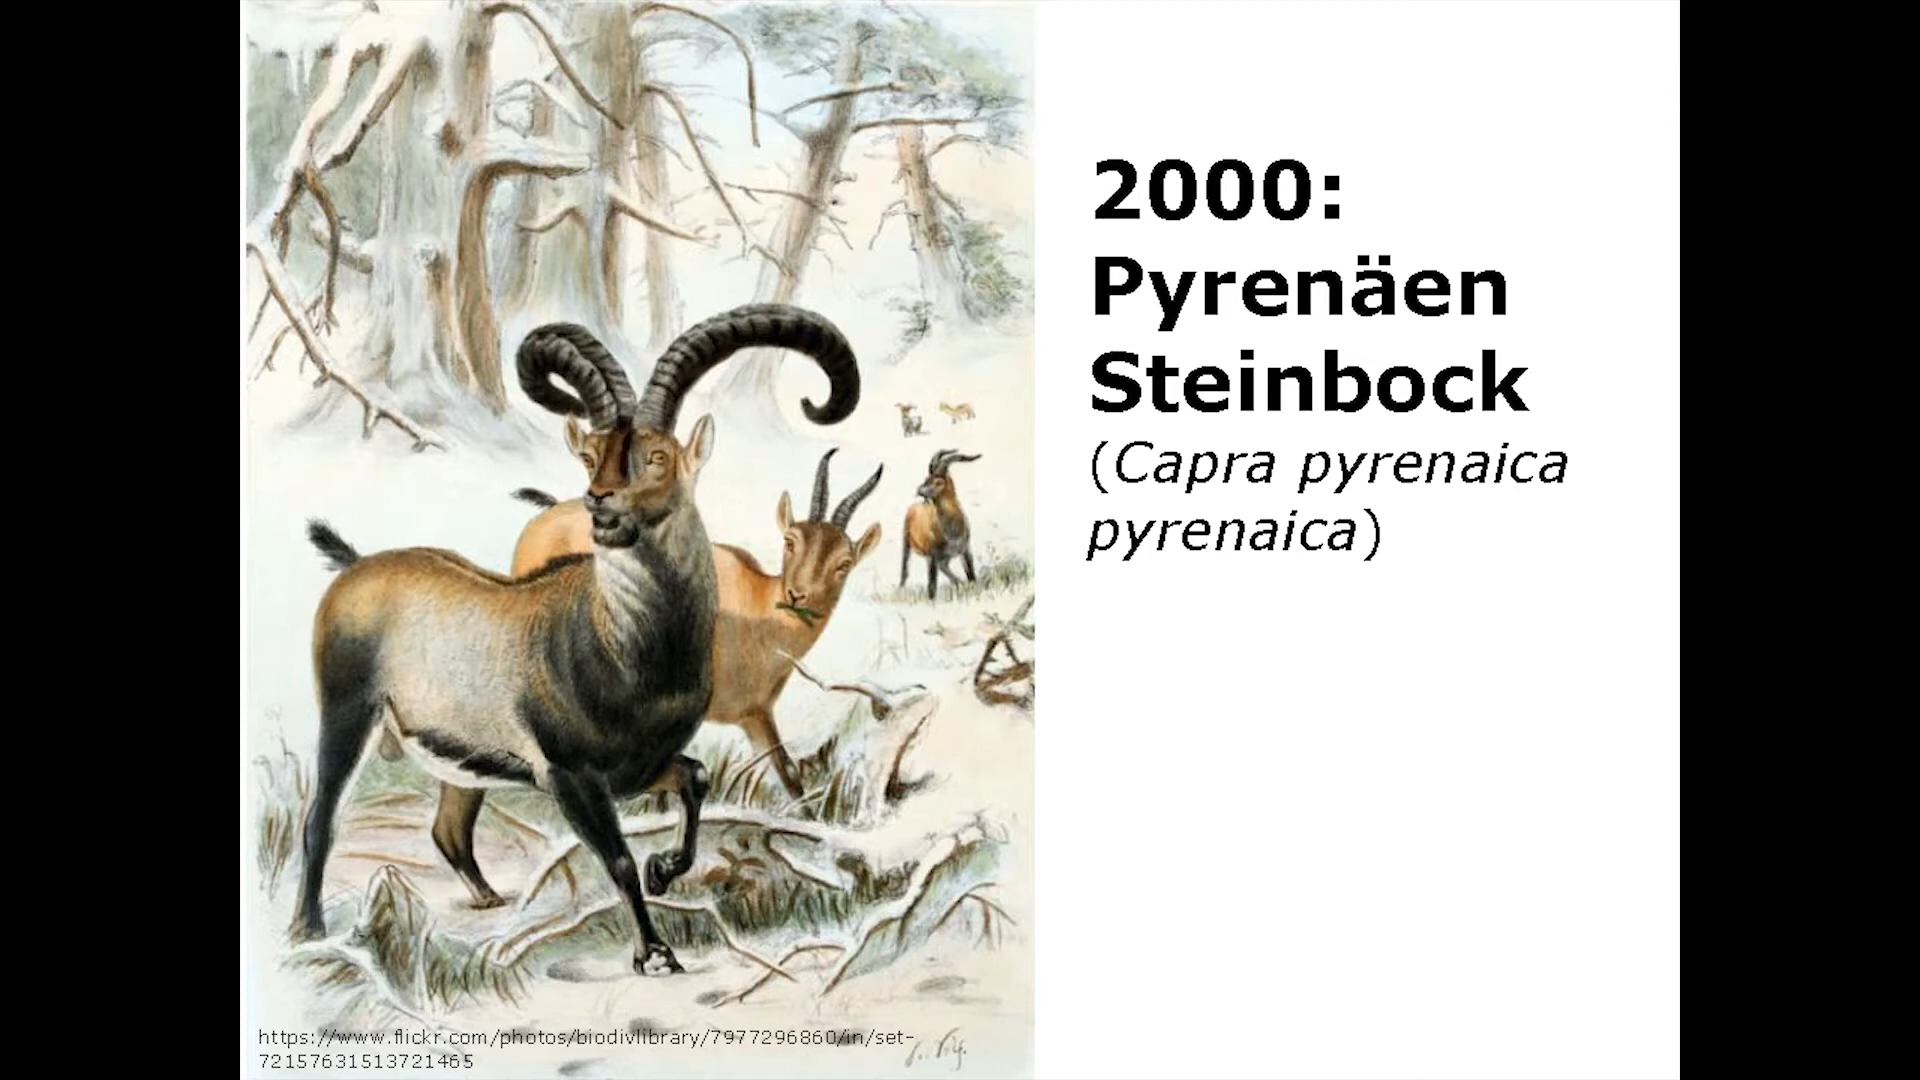 2000:
Pyrenäen
Steinbock
(Capra pyrenaica
pyrenaica)
https://www.flickr.com/photos/biodivlibrary/7977296860/in/set-
72157631513721465